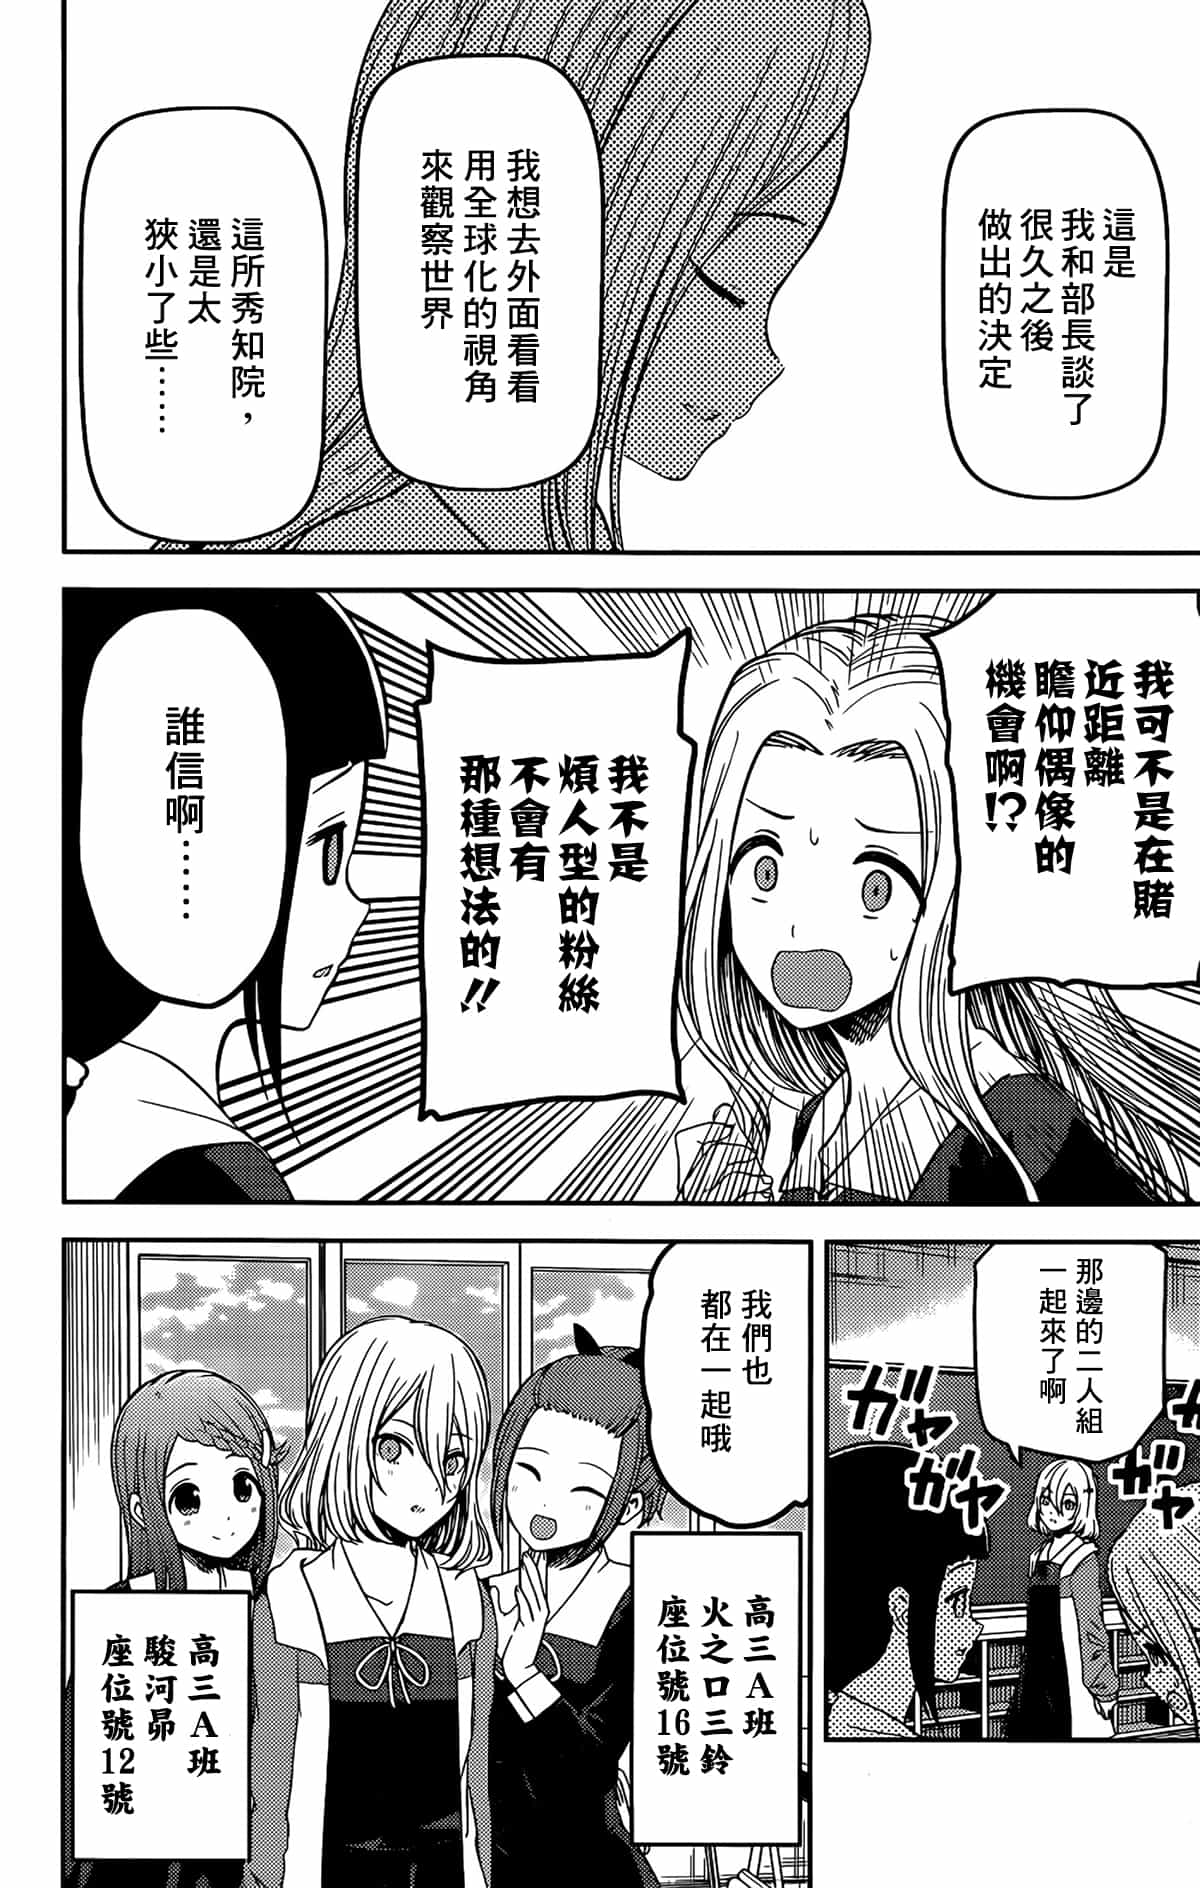 這是
我和部長談了
很久之後
做出的決定
我想去外面看看
用全球化的視角
來觀察世界
這所秀知院，
還是太
狹小了些……
我可不是在賭
近距離
瞻仰偶像的
機會啊!?
我不是
煩人型的粉絲
不會有
那種想法的!!
誰信啊……
那邊的二人組
一起來了啊
ガヤ
ガヤ
ガヤ
ガヤ
我們也
都在一起哦
高三A班
火之口三鈴
座位號16號
高三A班
駿河昴
座位號12號